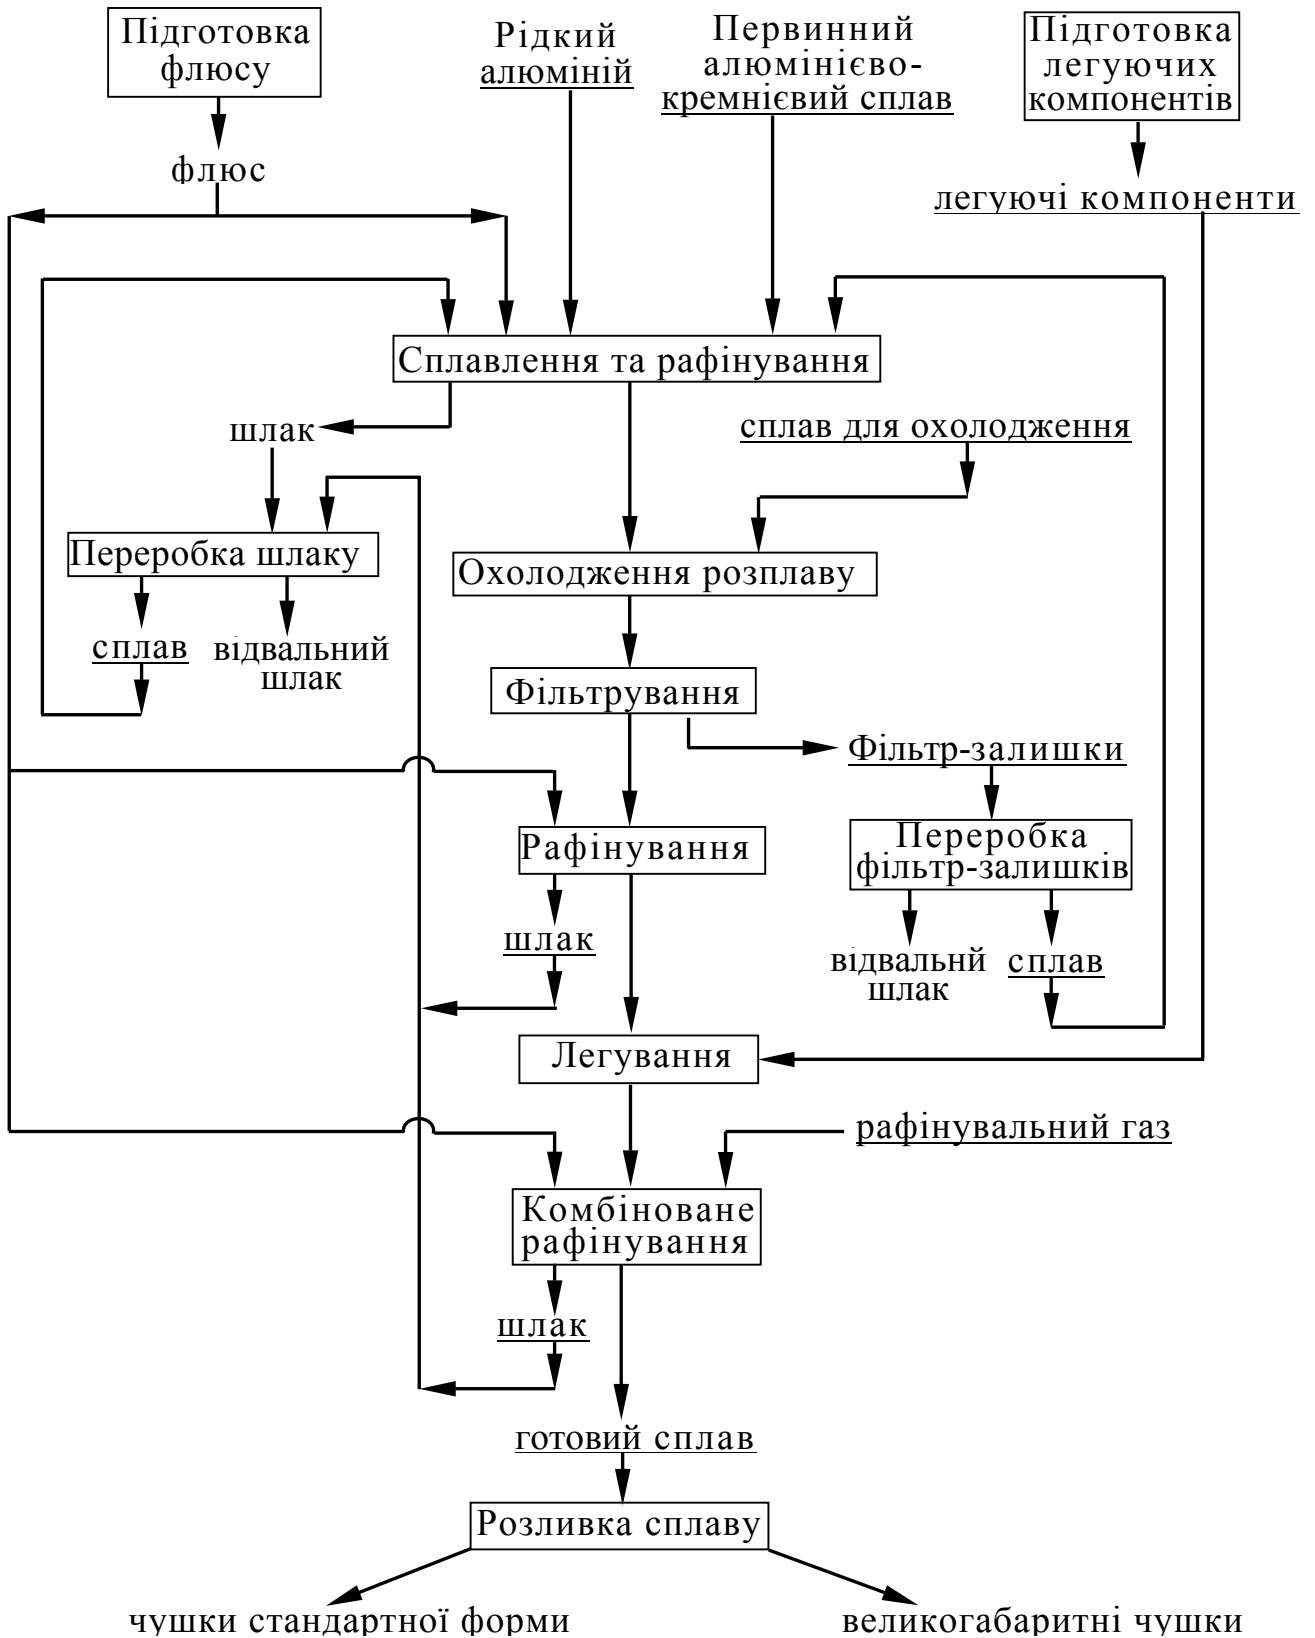 Підготовка
флюсу
Рідкий
алюміній
Первинний
алюмінієво-
кремнієвий сплав
Підготовка
легуючих
компонентів
флюс
легуючі компоненти
Сплавлення та рафінування
шлак
сплав для охолодження
Переробка шлаку
Охолодження розплаву
сплав
відвальний
шлак
Фільтрування
Фільтр-залишки
Рафінування
Переробка
фільтр-залишків
шлак
відвальнй
шлак
сплав
Легування
рафінувальний газ
Комбіноване
рафінування
шлак
готовий сплав
Розливка сплаву
чушки стандартної форми
великогабаритні чушки